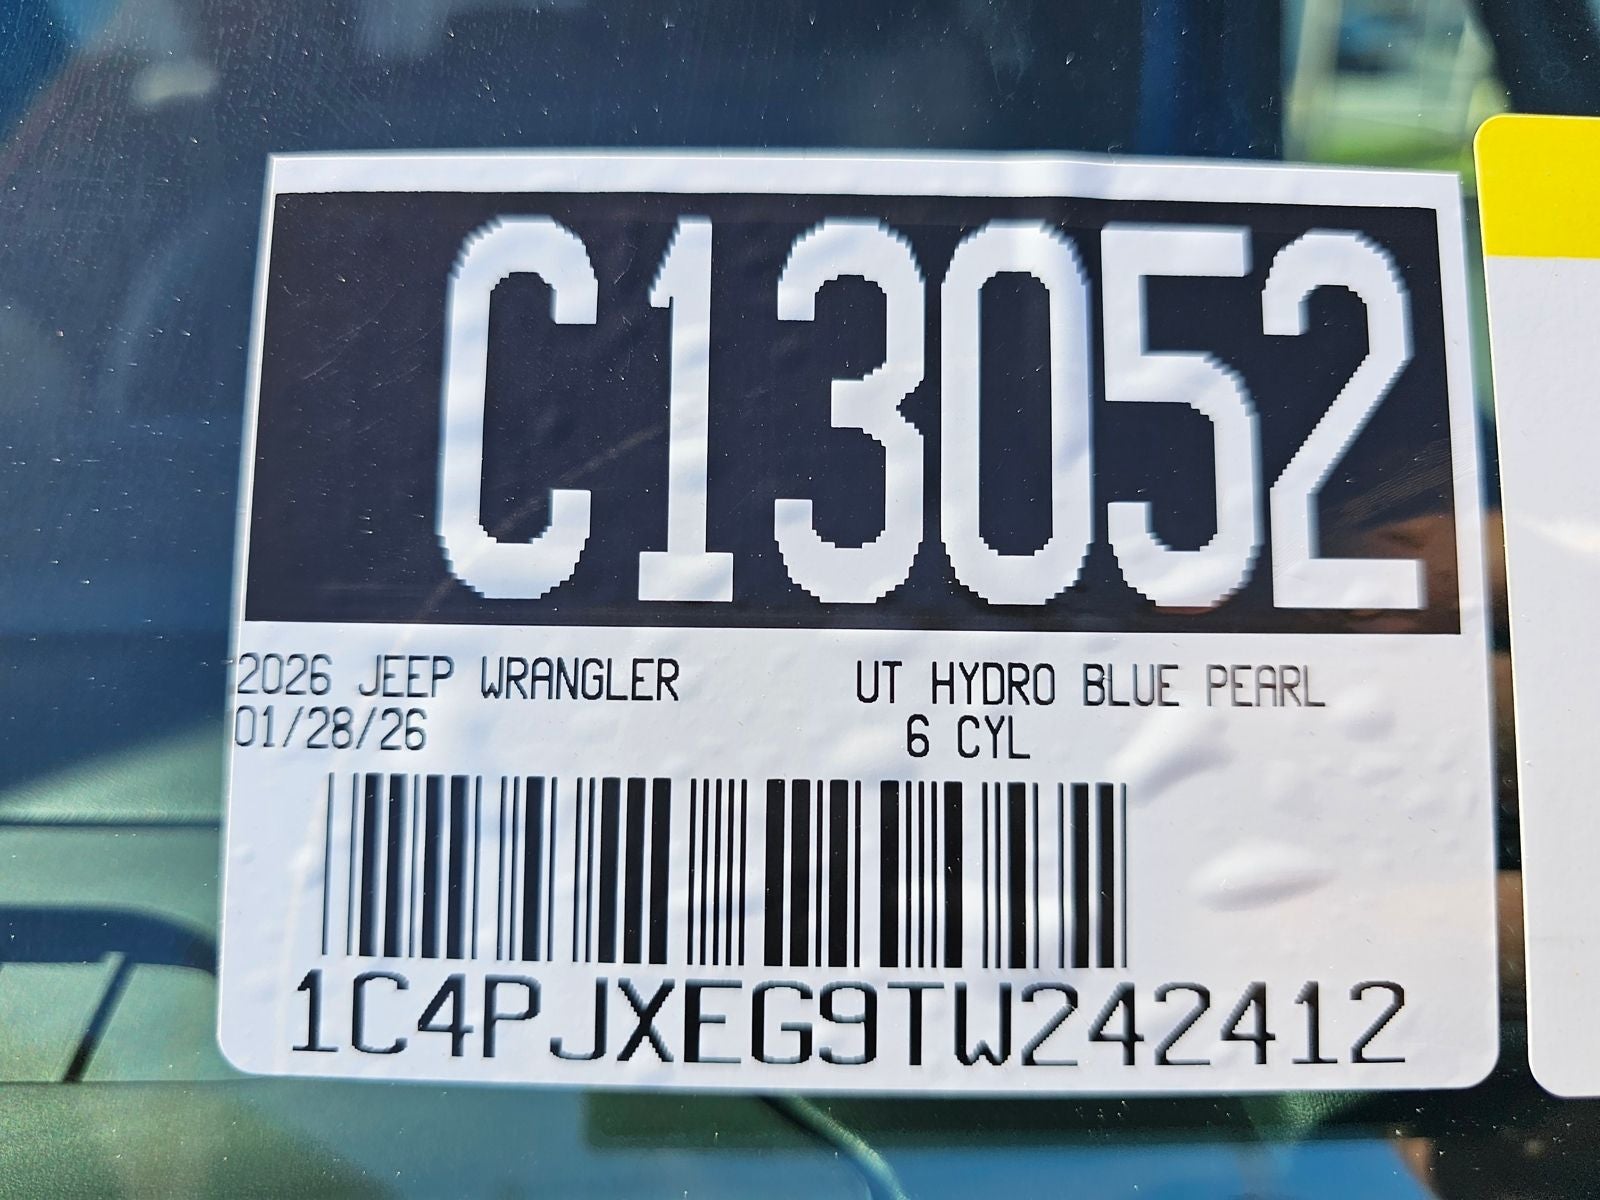 C13052
2026 JEEP WRANGLER UT HYDRO BLUE PEARL
01/28/26 6 CYL
1C4PJXEG9TW242412